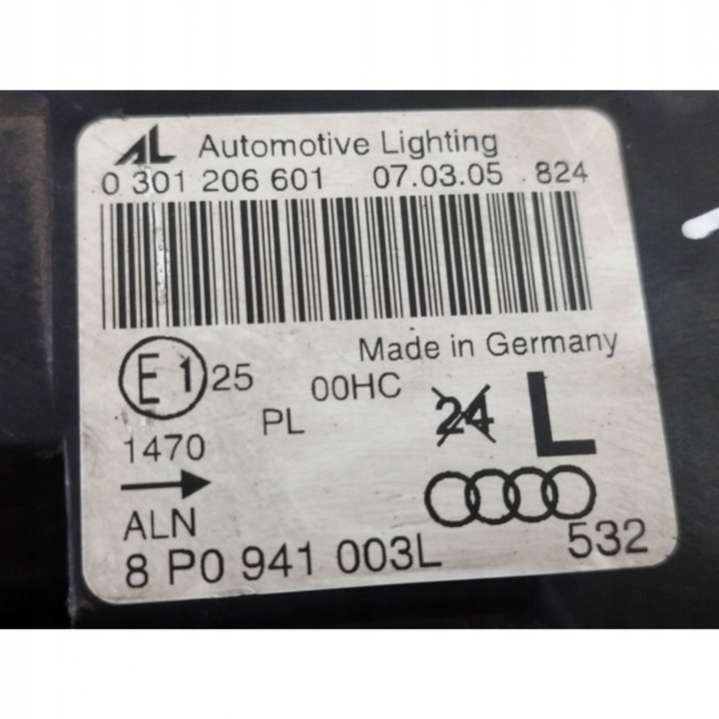 AL Automotive Lighting
0 301 206 601 07.03.05 824
Made in Germany
E1 25 00HC 24 L
PL
1470
ALN
8 P0 941 003L 532